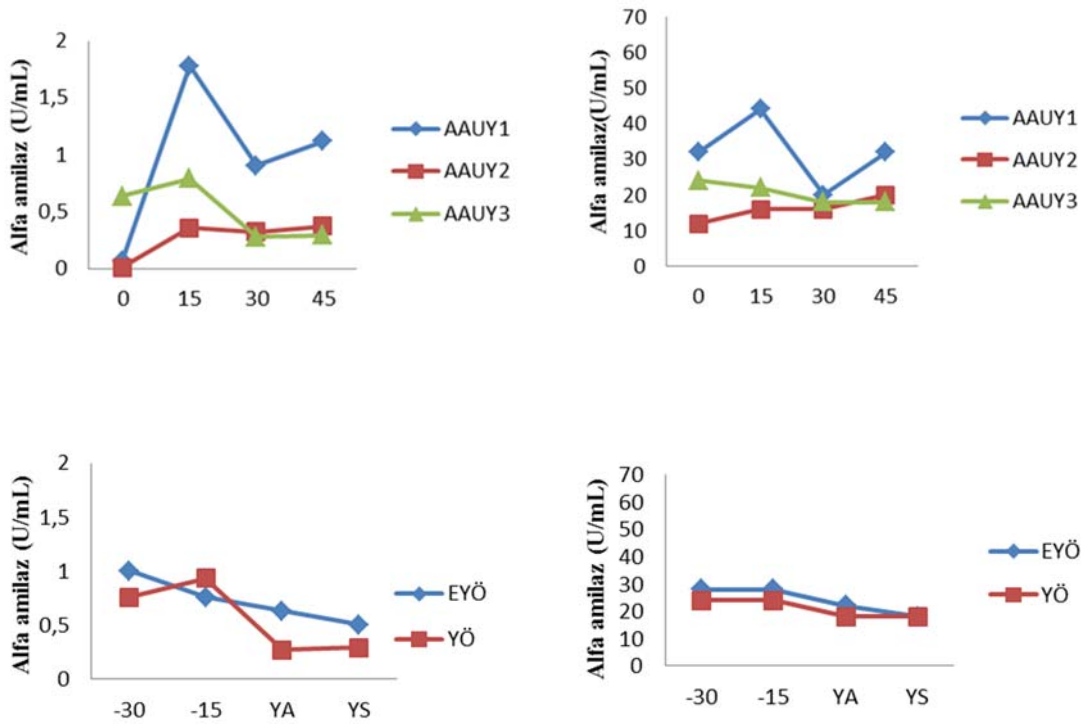 Alfa amilaz (U/mL)
2
1,5
1
0,5
0
0 15 30 45
AAUY1
AAUY2
AAUY3
Alfa amilaz(U/mL)
70
60
50
40
30
20
10
0
0 15 30 45
AAUY1
AAUY2
AAUY3
Alfa amilaz (U/mL)
2
1,5
1
0,5
0
-30 -15 YA YS
EYÖ
YÖ
Alfa amilaz (U/mL)
70
60
50
40
30
20
10
0
-30 -15 YA YS
EYÖ
YÖ